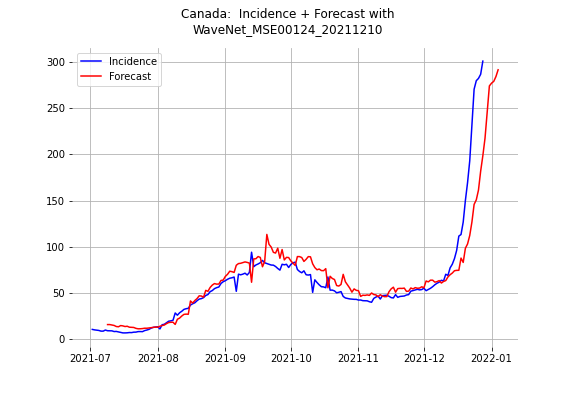 Canada:  Incidence + Forecast with
WaveNet_MSE00124_20211210
Incidence
Forecast
300
250
200
150
100
50
0
2021-07 2021-08 2021-09 2021-10 2021-11 2021-12 2022-01